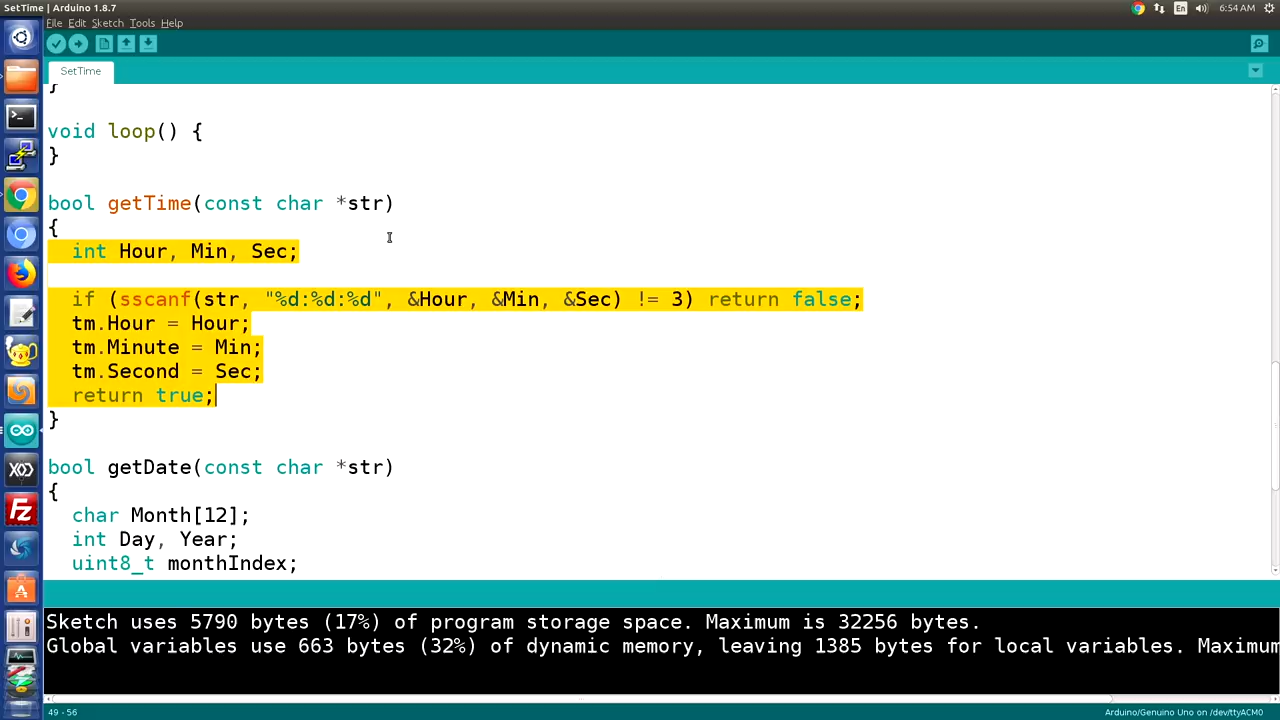 SetTime | Arduino 1.8.7
En
6:54 AM
File Edit Sketch Tools Help
SetTime
}
void loop() {
}
bool getTime(const char *str)
{
int Hour, Min, Sec;
if (sscanf(str, "%d:%d:%d", &Hour, &Min, &Sec) != 3) return false;
tm.Hour = Hour;
tm.Minute = Min;
tm.Second = Sec;
return true;
}
bool getDate(const char *str)
{
char Month[12];
int Day, Year;
uint8_t monthIndex;
Sketch uses 5790 bytes (17%) of program storage space. Maximum is 32256 bytes.
Global variables use 663 bytes (32%) of dynamic memory, leaving 1385 bytes for local variables. Maximum
49 - 56
Arduino/Genuino Uno on /dev/ttyACM0